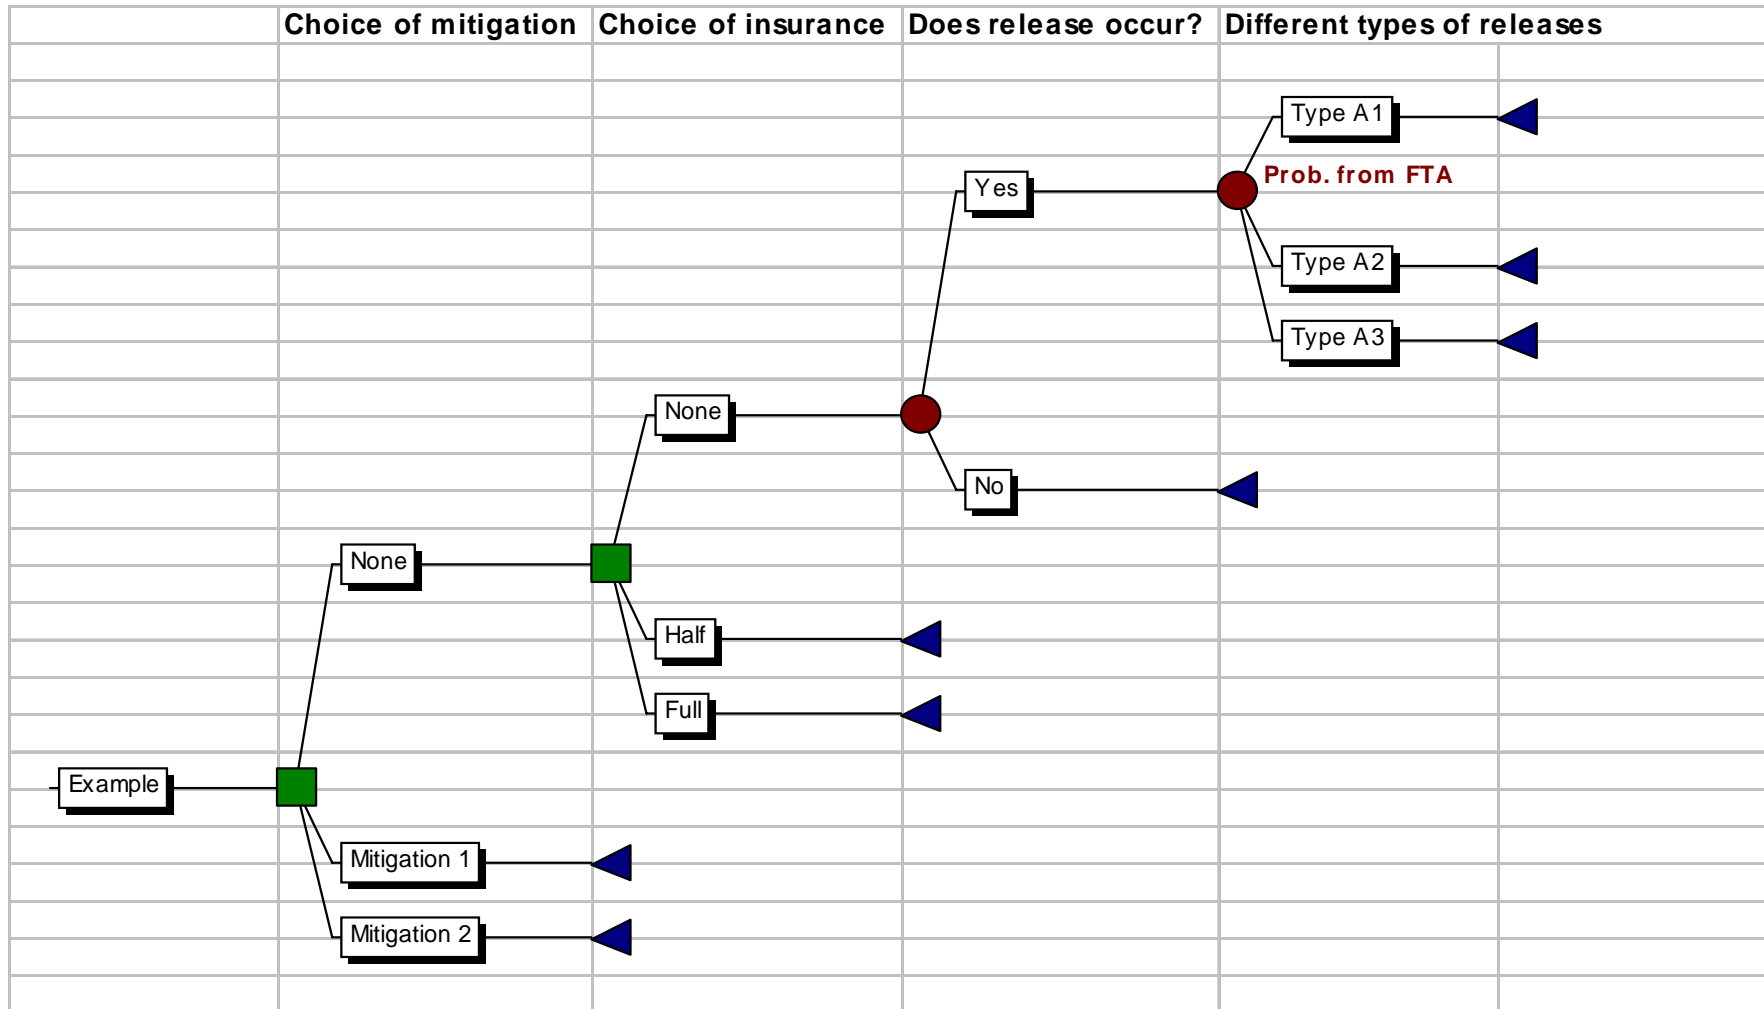 Choice of mitigation
Choice of insurance
Does release occur?
Different types of releases
Type A1
Prob. from FTA
Yes
Type A2
Type A3
None
No
None
Half
Full
Example
Mitigation 1
Mitigation 2